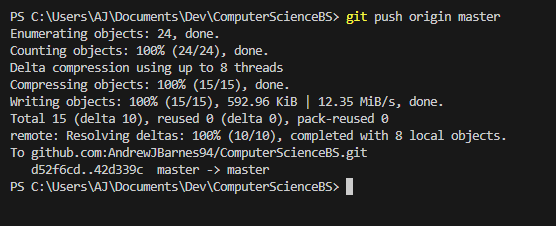 PS C:\Users\AJ\Documents\Dev\ComputerScienceBS> git push origin master
Enumerating objects: 24, done.
Counting objects: 100% (24/24), done.
Delta compression using up to 8 threads
Compressing objects: 100% (15/15), done.
Writing objects: 100% (15/15), 592.96 KiB | 12.35 MiB/s, done.
Total 15 (delta 10), reused 0 (delta 0), pack-reused 0
remote: Resolving deltas: 100% (10/10), completed with 8 local objects.
To github.com:AndrewJBarnes94/ComputerScienceBS.git
   d52f6cd..42d339c  master -> master
PS C:\Users\AJ\Documents\Dev\ComputerScienceBS>